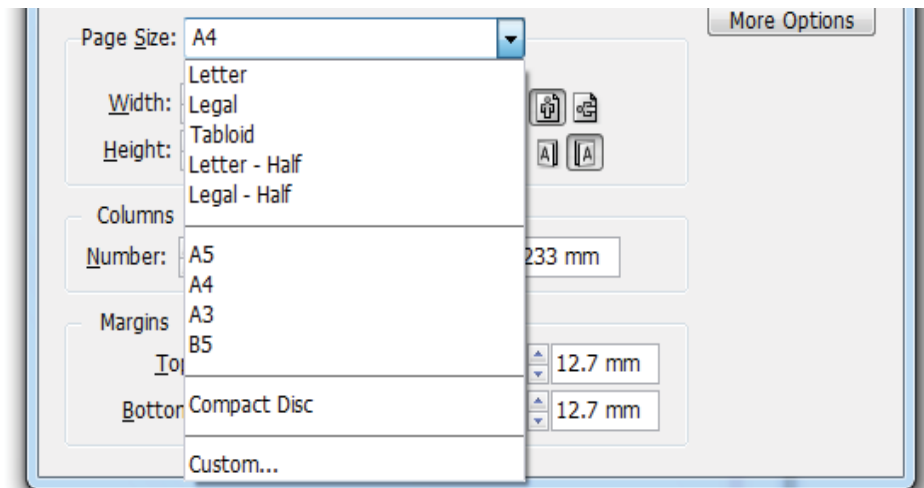 More Options
Page Size: A4
Letter
Width: Legal
Tabloid
Height:
Letter - Half
Legal - Half
Columns
Number: A5 233 mm
A4
Margins A3
B5
12.7 mm
Compact Disc
12.7 mm
Custom...